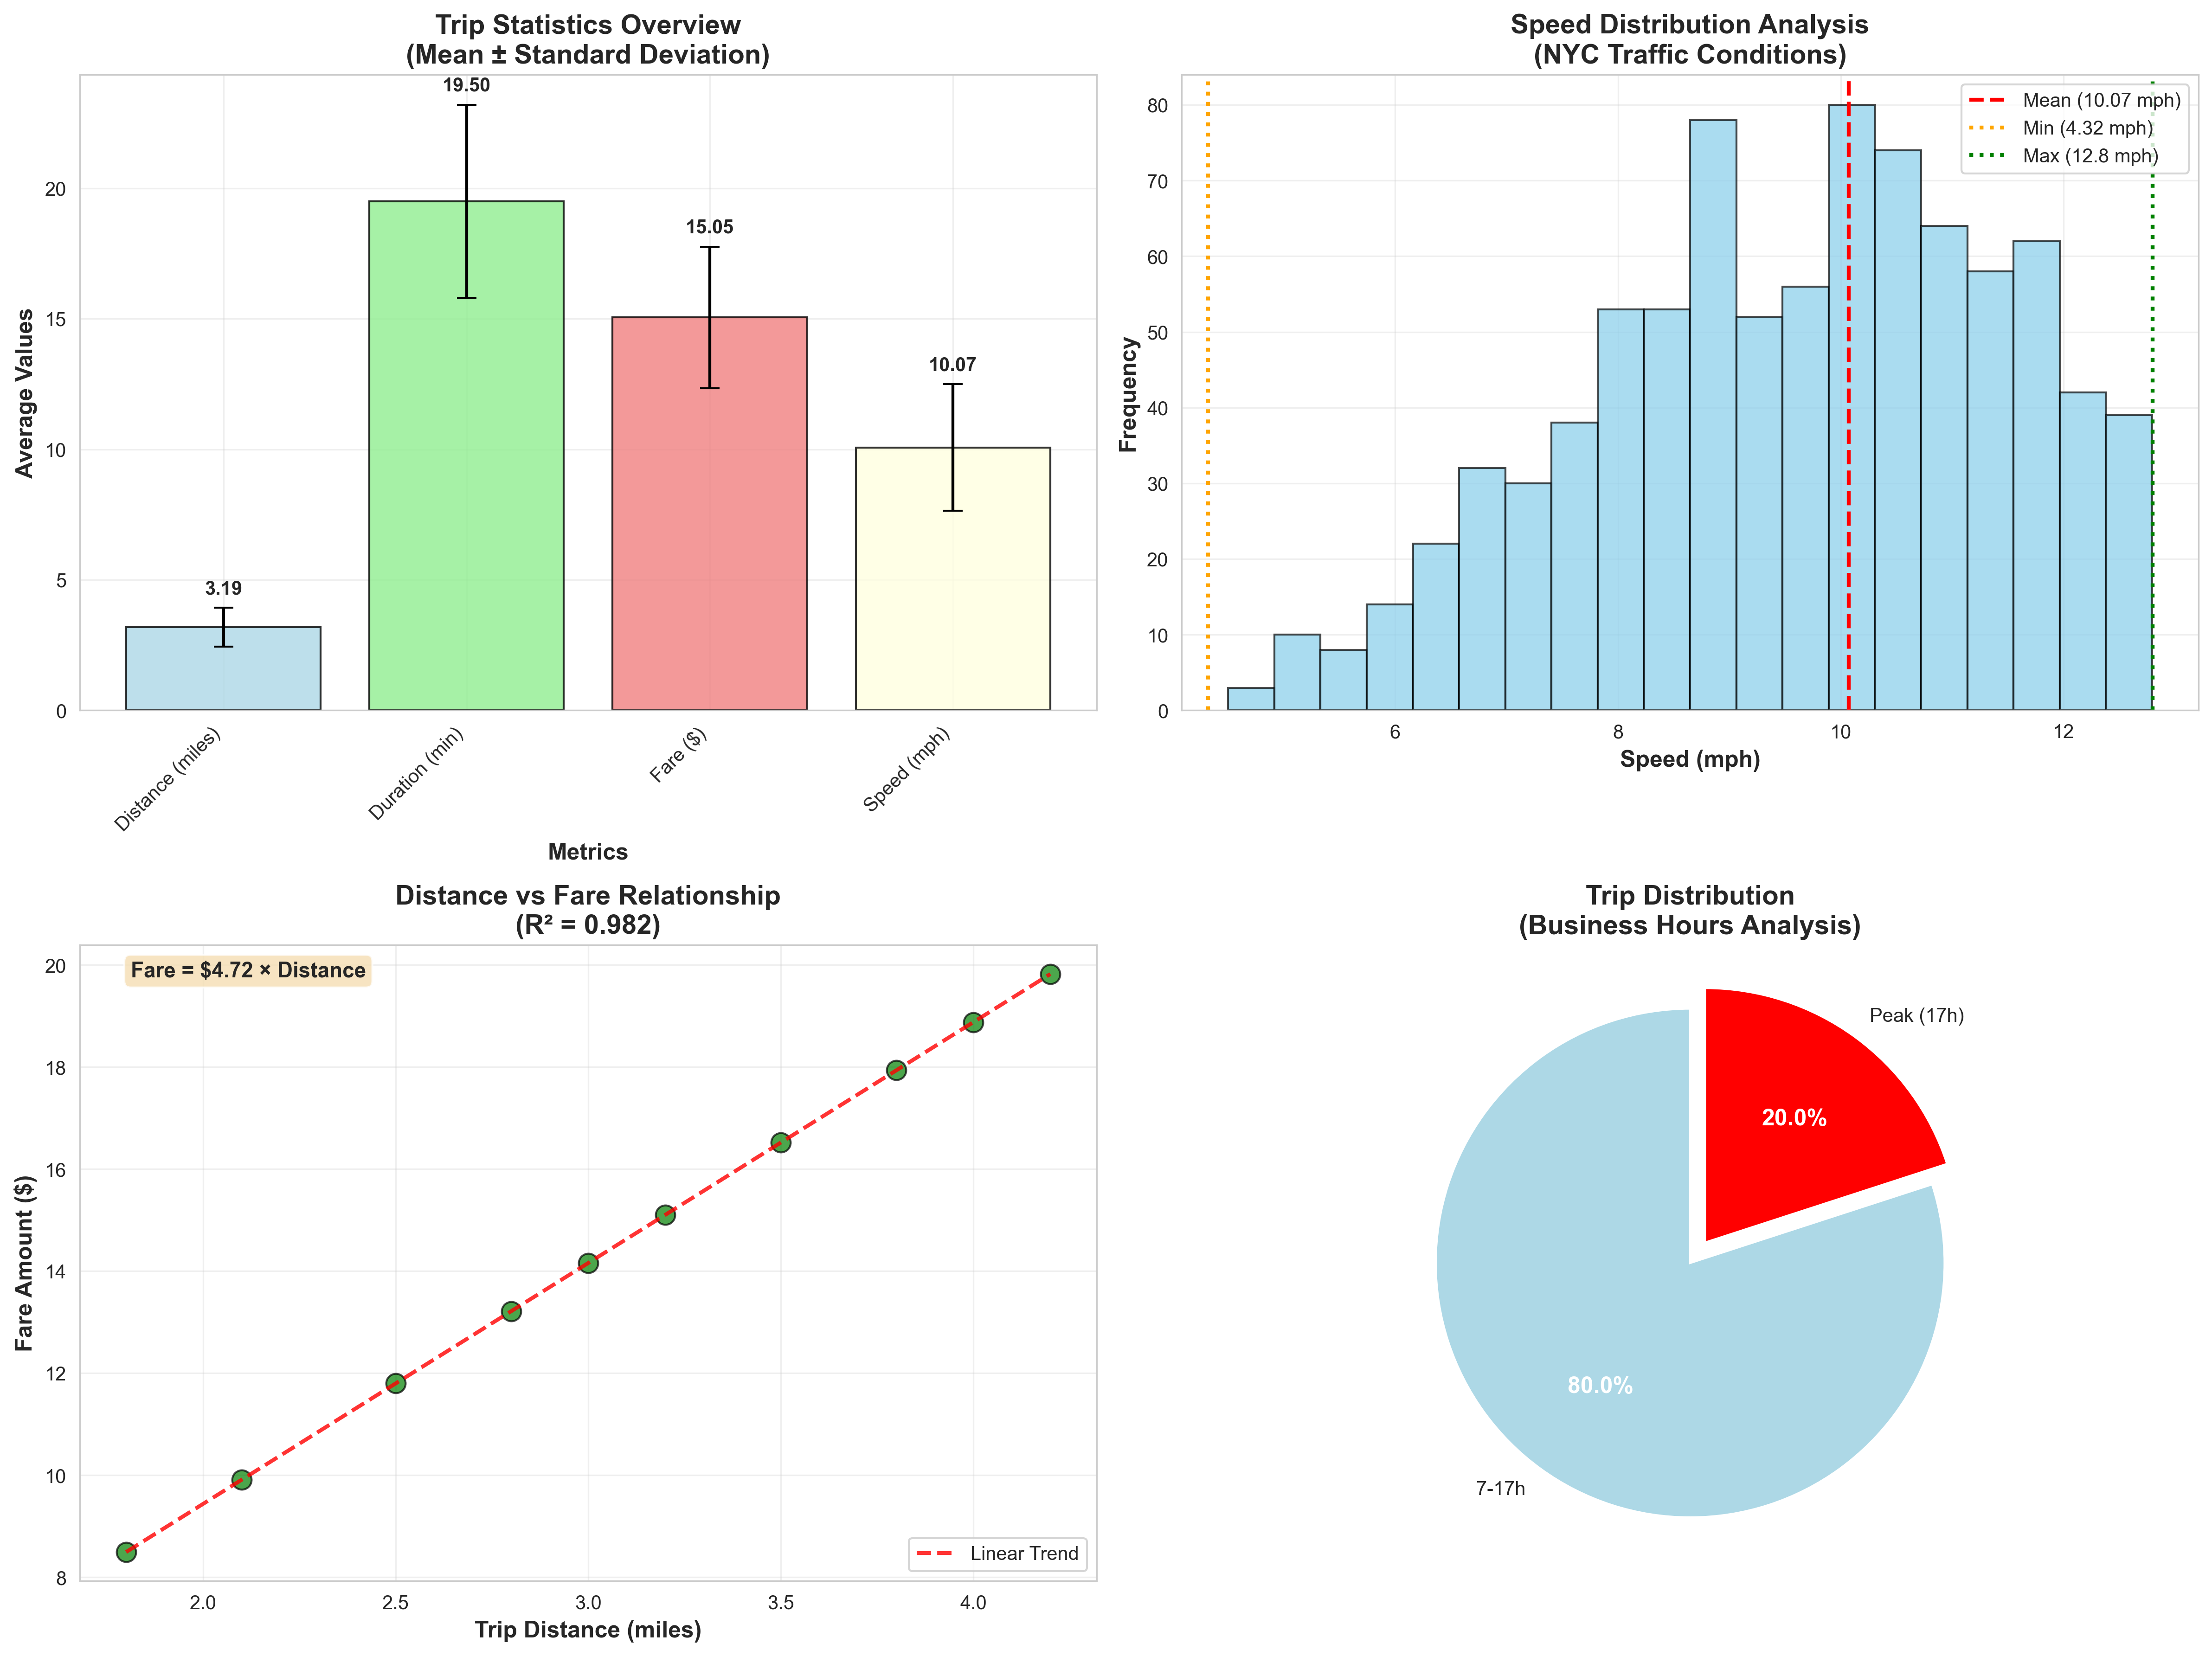 Trip Statistics Overview
(Mean ± Standard Deviation)
Average Values
20
15
10
5
0
3.19
19.50
15.05
10.07
Distance (miles)
Duration (min)
Fare ($)
Speed (mph)
Metrics
Speed Distribution Analysis
(NYC Traffic Conditions)
Mean (10.07 mph)
Min (4.32 mph)
Max (12.8 mph)
Frequency
80
70
60
50
40
30
20
10
0
6
8
10
12
Speed (mph)
Distance vs Fare Relationship
(R² = 0.982)
Fare = $4.72 × Distance
Fare Amount ($)
20
18
16
14
12
10
8
Linear Trend
2.0
2.5
3.0
3.5
4.0
Trip Distance (miles)
Trip Distribution
(Business Hours Analysis)
Peak (17h)
20.0%
80.0%
7-17h